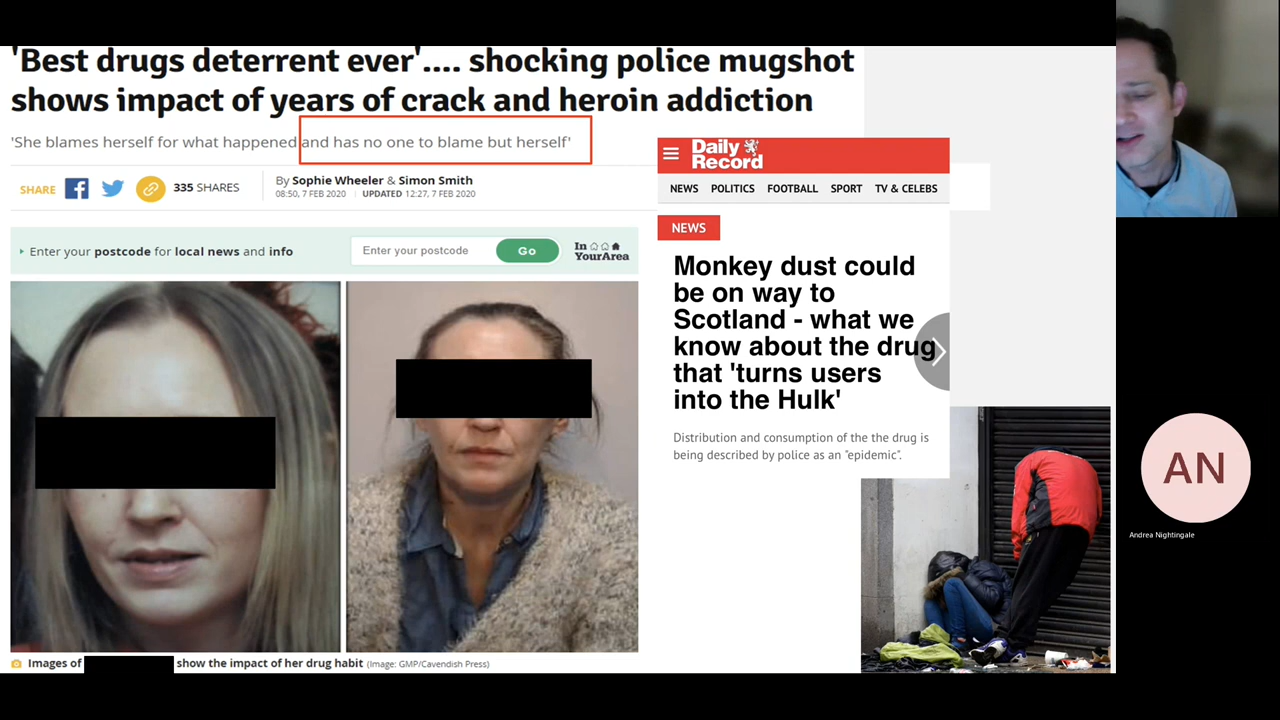 'Best drugs deterrent ever'.... shocking police mugshot
shows impact of years of crack and heroin addiction
'She blames herself for what happened and has no one to blame but herself'
SHARE
335 SHARES
By Sophie Wheeler & Simon Smith
08:50, 7 FEB 2020 | UPDATED 12:27, 7 FEB 2020
Enter your postcode for local news and info
Enter your postcode
Go
In
YourArea
Images of
show the impact of her drug habit (Image: GMP/Cavendish Press)
Daily
Record
NEWS POLITICS FOOTBALL SPORT TV & CELEBS
NEWS
Monkey dust could
be on way to
Scotland - what we
know about the drug
that 'turns users
into the Hulk'
Distribution and consumption of the the drug is
being described by police as an "epidemic".
AN
Andrea Nightingale